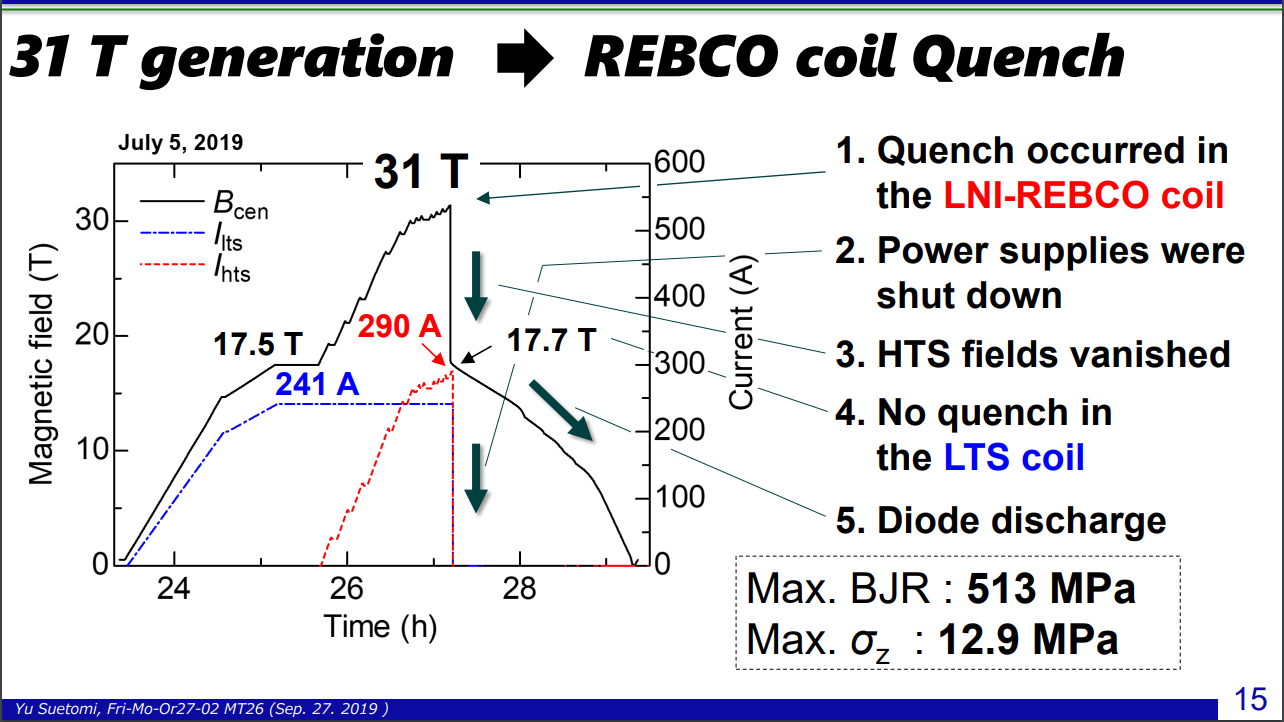 31 T generation REBCO coil Quench
July 5, 2019
31 T
Bcen
Ilts
Ihts
17.5 T
241 A
290 A
17.7 T
Magnetic field (T)
30
20
10
0
24
26
28
Time (h)
600
500
400
300
200
100
0
Current (A)
1. Quench occurred in
the LNI-REBCO coil
2. Power supplies were
shut down
3. HTS fields vanished
4. No quench in
the LTS coil
5. Diode discharge
Max. BJR : 513 MPa
Max. σz : 12.9 MPa
Yu Suetomi, Fri-Mo-Or27-02 MT26 (Sep. 27. 2019 )
15